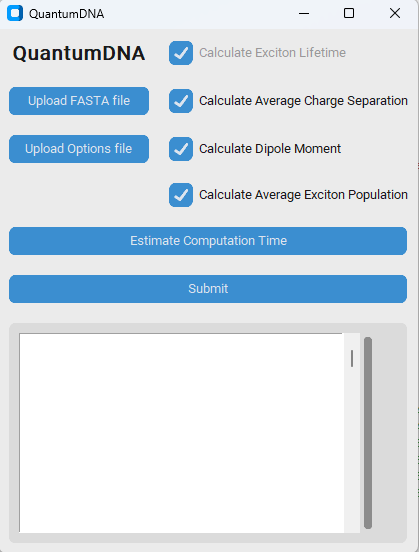 QuantumDNA
QuantumDNA
Calculate Exciton Lifetime
Upload FASTA file
Calculate Average Charge Separation
Upload Options file
Calculate Dipole Moment
Calculate Average Exciton Population
Estimate Computation Time
Submit